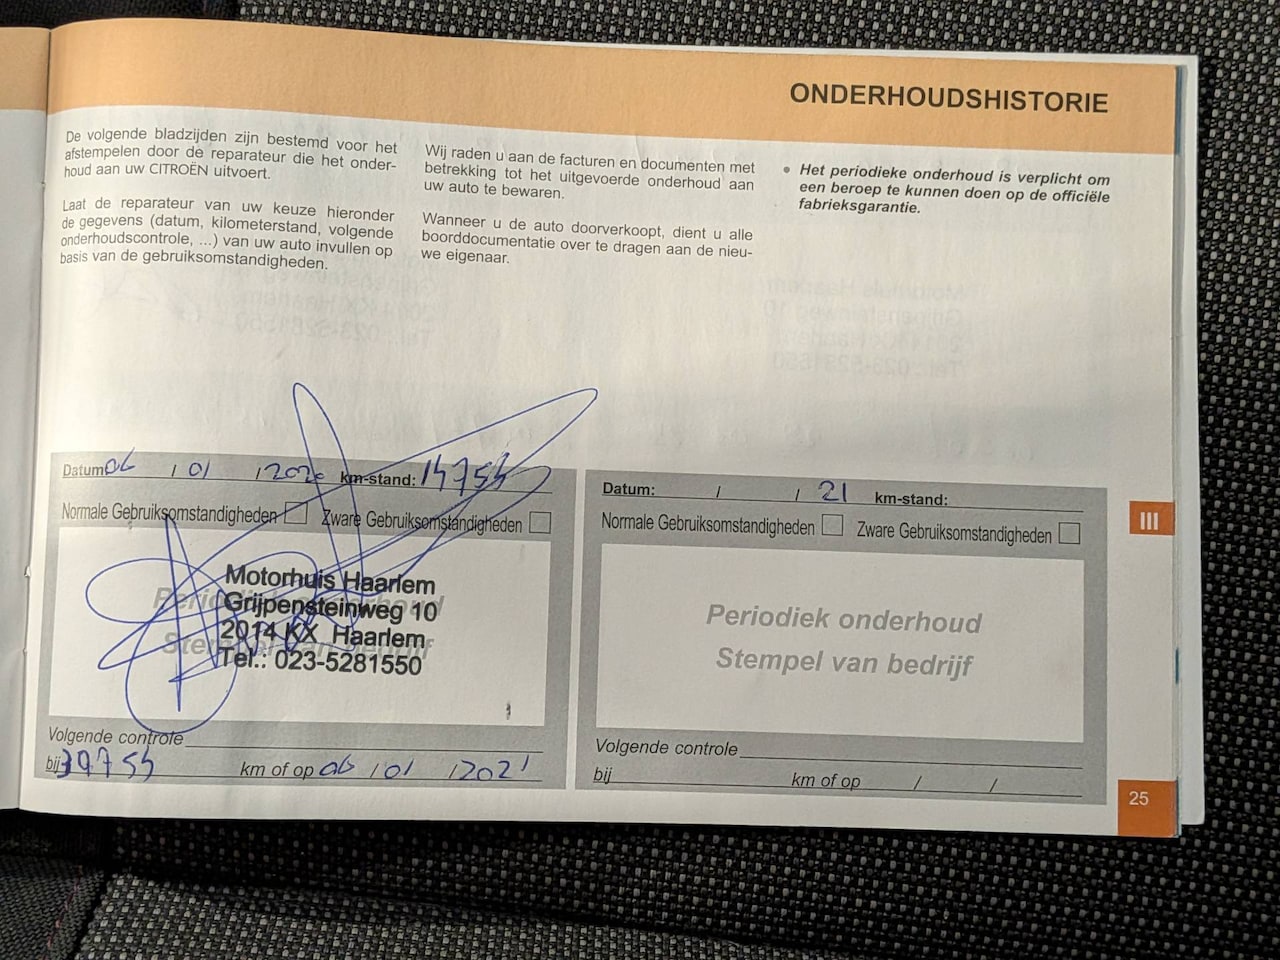 ONDERHOUDSHISTORIE
De volgende bladzijden zijn bestemd voor het
afstempelen door de reparateur die het onder-
houd aan uw CITROËN uitvoert.
Laat de reparateur van uw keuze hieronder
de gegevens (datum, kilometerstand, volgende
onderhoudscontrole, ...) van uw auto invullen op
basis van de gebruiksomstandigheden.
Wij raden u aan de facturen en documenten met
betrekking tot het uitgevoerde onderhoud aan
uw auto te bewaren.
Wanneer u de auto doorverkoopt, dient u alle
boorddocumentatie over te dragen aan de nieu-
we eigenaar.
• Het periodieke onderhoud is verplicht om
een beroep te kunnen doen op de officiële
fabrieksgarantie.
Datum: 06 / 01 / 2020 km-stand:
Normale Gebruiksomstandigheden Zware Gebruiksomstandigheden
Periodiek onderhoud
Stempel van bedrijf
Motorhuis Haarlem
Grijpensteinweg 10
2014 KX Haarlem
Tel.: 023-5281550
Volgende controle
bij 39755 km of op 06 / 01 / 2021
Datum: / / 21 km-stand:
Normale Gebruiksomstandigheden Zware Gebruiksomstandigheden
Periodiek onderhoud
Stempel van bedrijf
Volgende controle
bij km of op / /
III
25